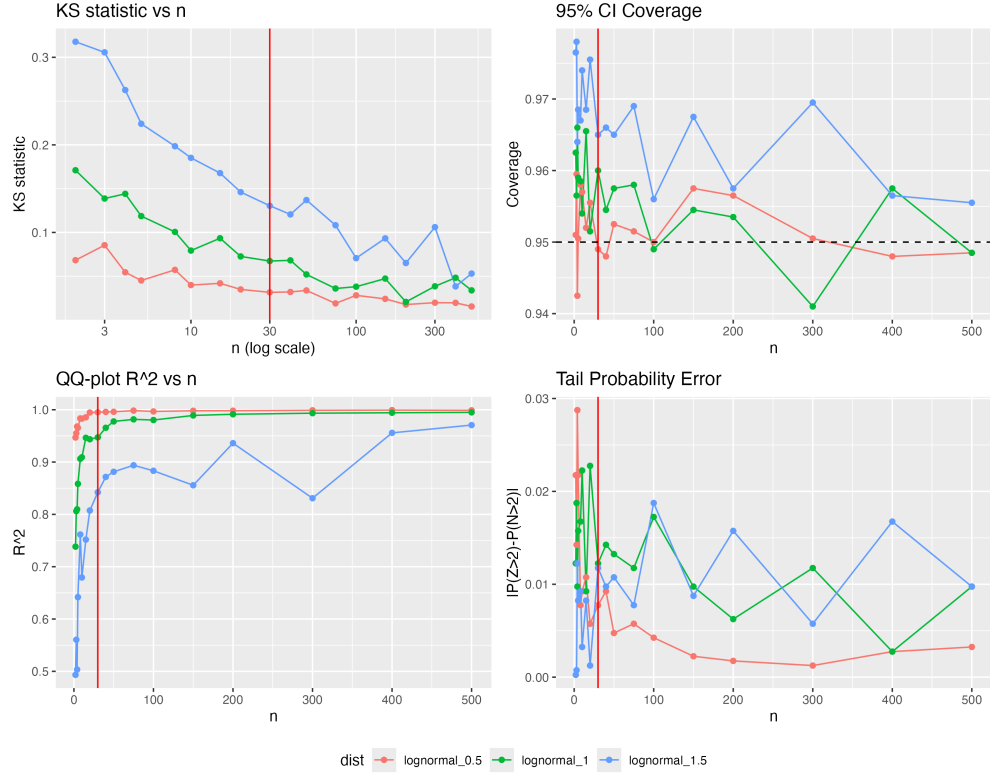 KS statistic vs n
0.3
0.2
0.1
KS statistic
3
10
30
100
300
n (log scale)
95% CI Coverage
0.97
0.96
0.95
0.94
Coverage
0
100
200
300
400
500
n
QQ-plot R^2 vs n
1.0
0.9
0.8
0.7
0.6
0.5
R^2
0
100
200
300
400
500
n
Tail Probability Error
0.03
0.02
0.01
0.00
|P(Z>2)-P(N>2)|
0
100
200
300
400
500
n
dist
lognormal_0.5
lognormal_1
lognormal_1.5